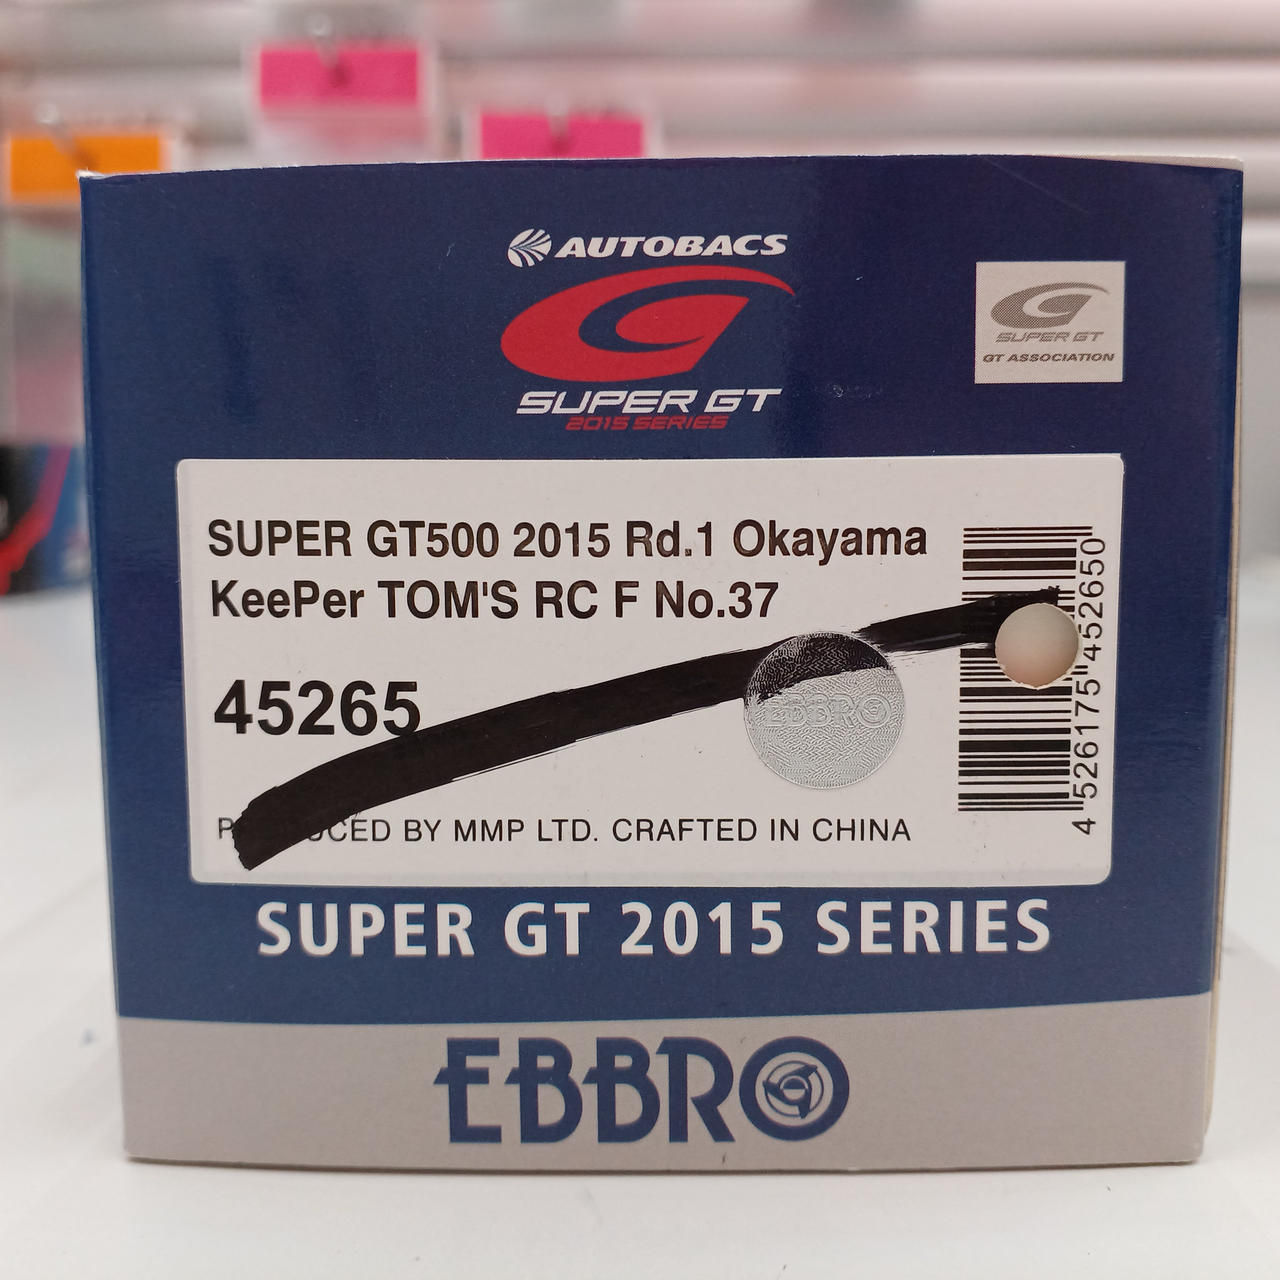 AUTOBACS
SUPER GT
2015 SERIES
SUPER GT
GT ASSOCIATION
SUPER GT500 2015 Rd.1 Okayama
KeePer TOM'S RC F No.37
45265
EBBRO
PRODUCED BY MMP LTD. CRAFTED IN CHINA
4 526175 452650
SUPER GT 2015 SERIES
EBBRO